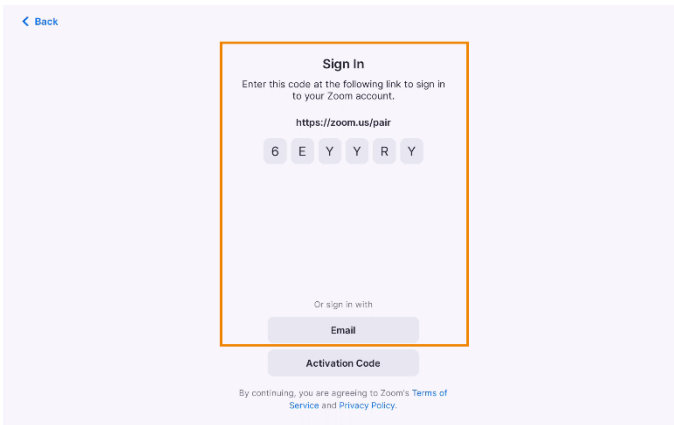 Back
Sign In
Enter this code at the following link to sign in
to your Zoom account.
https://zoom.us/pair
6 E Y Y R Y
Or sign in with
Email
Activation Code
By continuing, you are agreeing to Zoom's Terms of
Service and Privacy Policy.